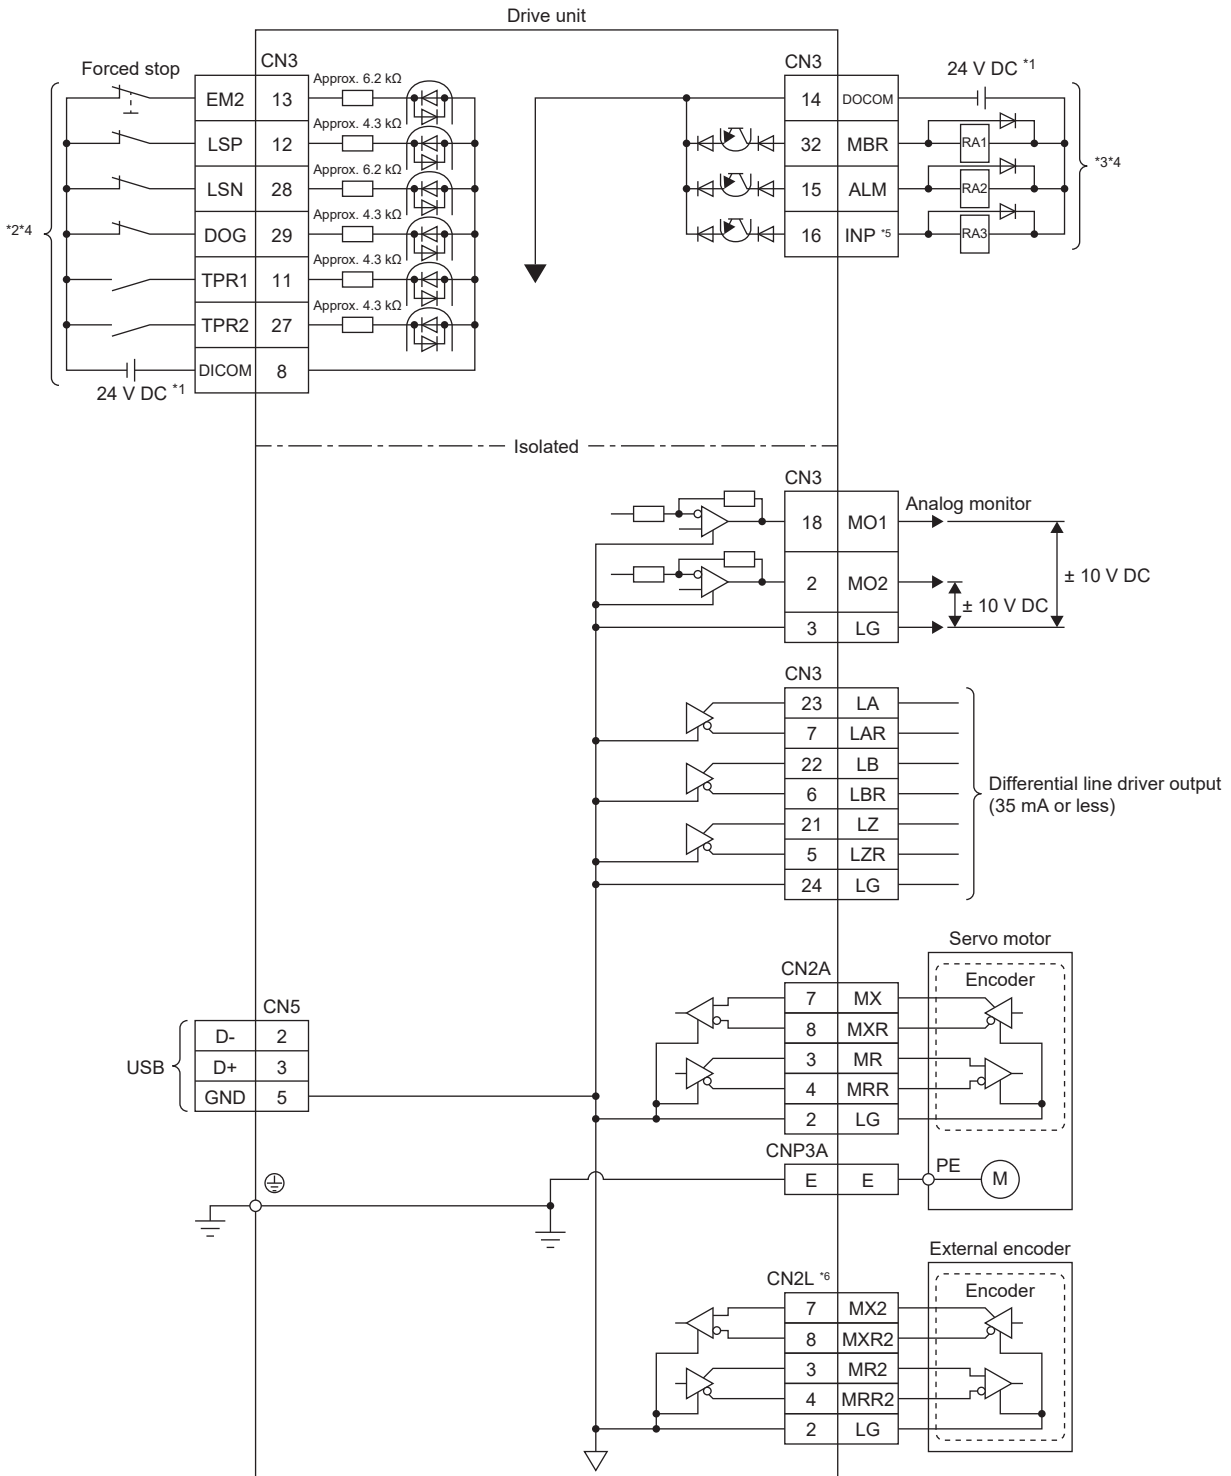 Drive unit
CN3
Forced stop
EM2 13 Approx. 6.2 kΩ
LSP 12 Approx. 4.3 kΩ
LSN 28 Approx. 6.2 kΩ
DOG 29 Approx. 4.3 kΩ
TPR1 11 Approx. 4.3 kΩ
TPR2 27 Approx. 4.3 kΩ
DICOM 8
24 V DC *1
*2*4
CN3
24 V DC *1
14 DOCOM
32 MBR RA1
15 ALM RA2
16 INP *5 RA3
*3*4
Isolated
CN3
18 MO1 Analog monitor
2 MO2
3 LG
± 10 V DC
± 10 V DC
CN3
23 LA
7 LAR
22 LB
6 LBR
21 LZ
5 LZR
24 LG
Differential line driver output
(35 mA or less)
Servo motor
Encoder
CN2A
7 MX
8 MXR
3 MR
4 MRR
2 LG
CN5
USB
D- 2
D+ 3
GND 5
CNP3A
E E
PE
M
External encoder
Encoder
CN2L *6
7 MX2
8 MXR2
3 MR2
4 MRR2
2 LG